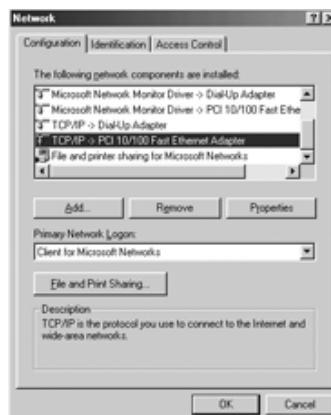 Network
? X
Configuration Identification Access Control
The following network components are installed:
Microsoft Network Monitor Driver -> Dial-Up Adapter
Microsoft Network Monitor Driver -> PCI 10/100 Fast Ethe
TCP/IP -> Dial-Up Adapter
TCP/IP -> PCI 10/100 Fast Ethernet Adapter
File and printer sharing for Microsoft Networks
Add... Remove Properties
Primary Network Logon:
Client for Microsoft Networks
File and Print Sharing...
Description
TCP/IP is the protocol you use to connect to the Internet and
wide-area networks.
OK Cancel